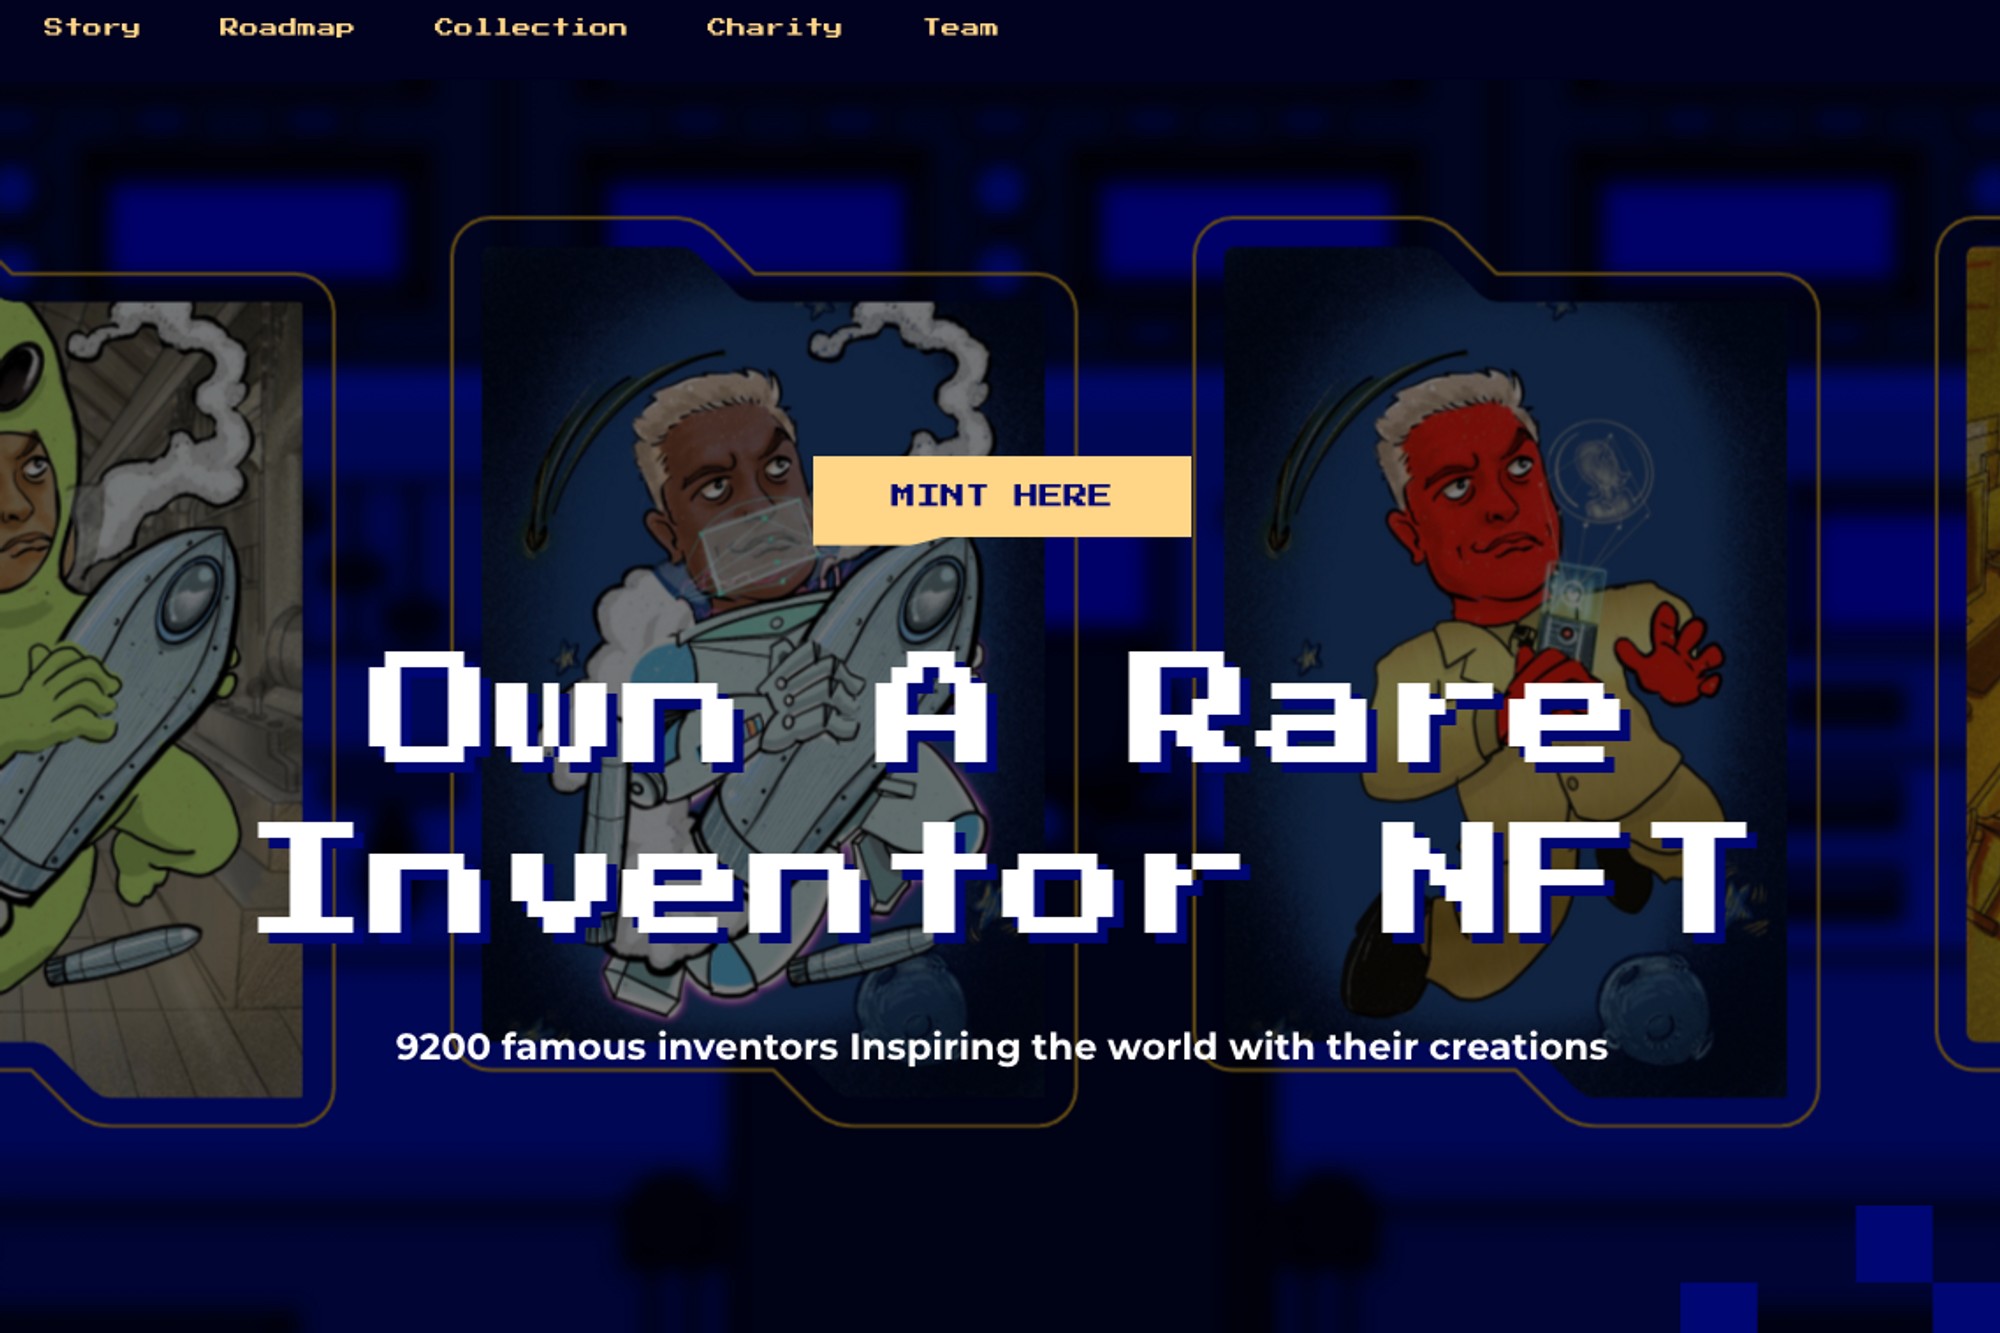 Story Roadmap Collection Charity Team
MINT HERE
Own A Rare
Inventor NFT
9200 famous inventors Inspiring the world with their creations